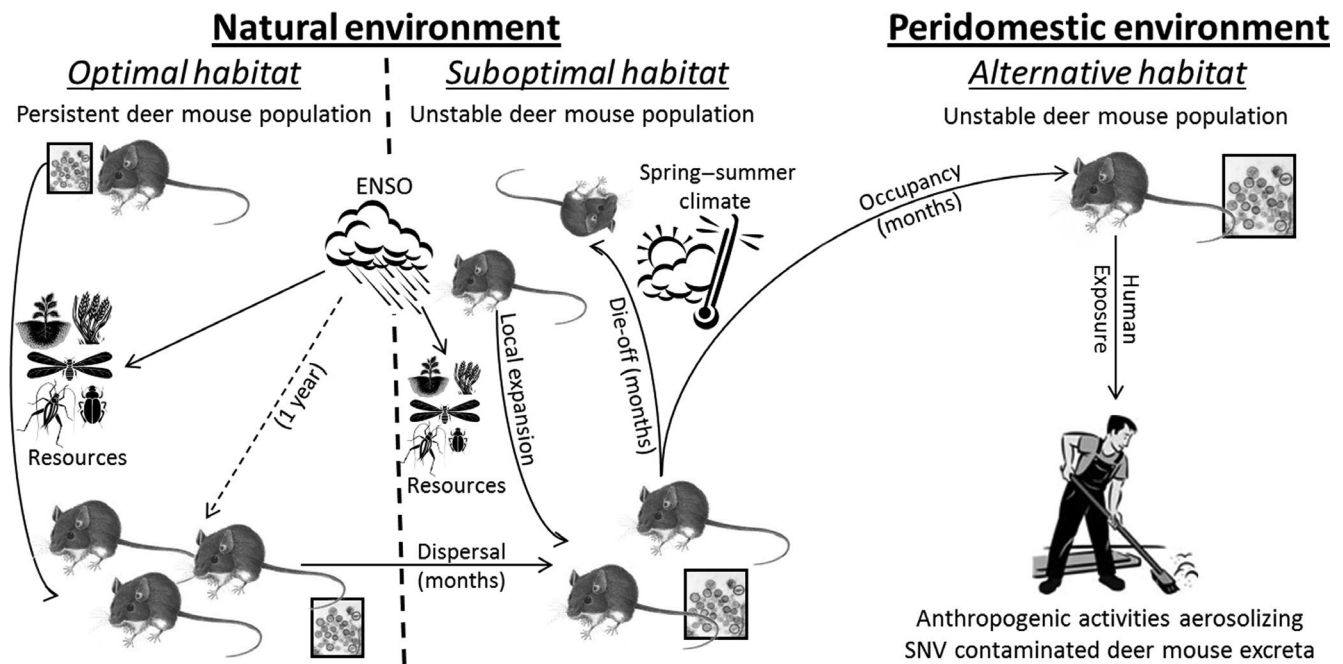 Natural environment
Optimal habitat
Persistent deer mouse population
ENSO
(1 year)
Resources
Suboptimal habitat
Unstable deer mouse population
Spring–summer
climate
Local expansion
Die-off (months)
Resources
Dispersal
(months)
Peridomestic environment
Alternative habitat
Unstable deer mouse population
Occupancy
(months)
Human
Exposure
Anthropogenic activities aerosolizing
SNV contaminated deer mouse excreta